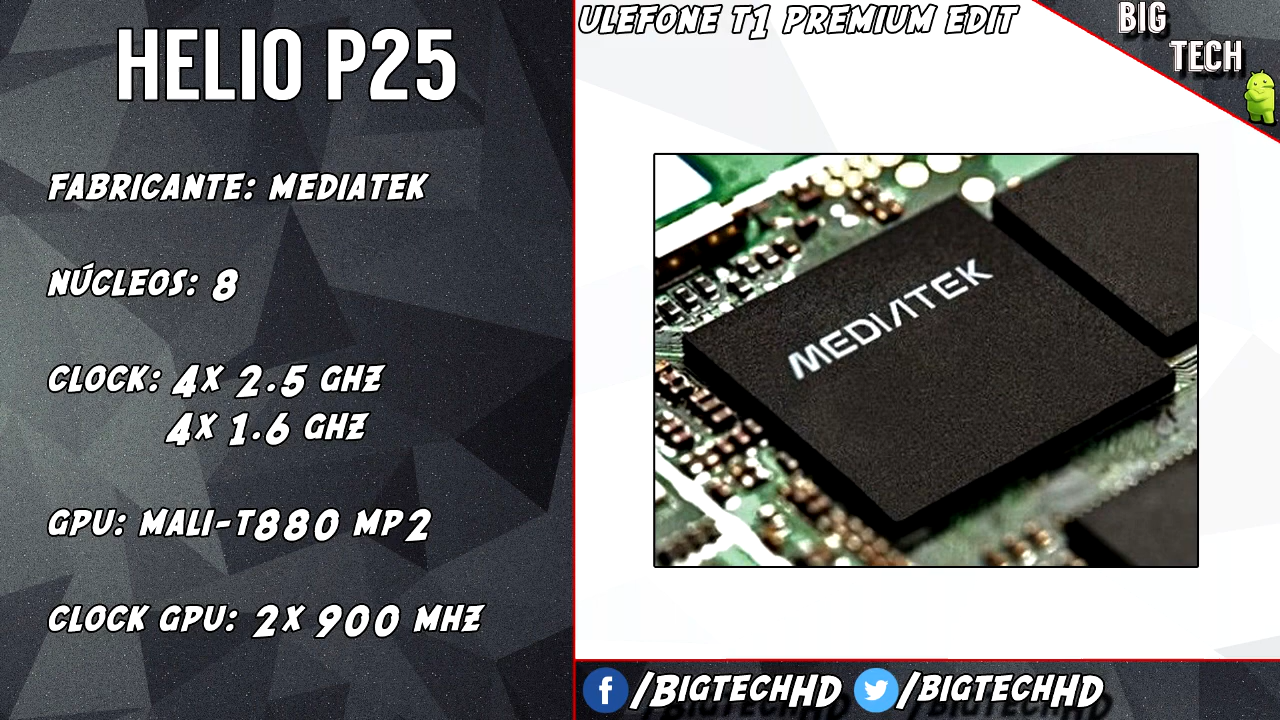 HELIO P25
FABRICANTE: MEDIATEK
NÚCLEOS: 8
CLOCK: 4X 2.5 GHZ
4X 1.6 GHZ
GPU: MALI-T880 MP2
CLOCK GPU: 2X 900 MHZ
ULEFONE T1 PREMIUM EDIT
BIG
TECH
MEDIATEK
f /BIGTECHHD /BIGTECHHD